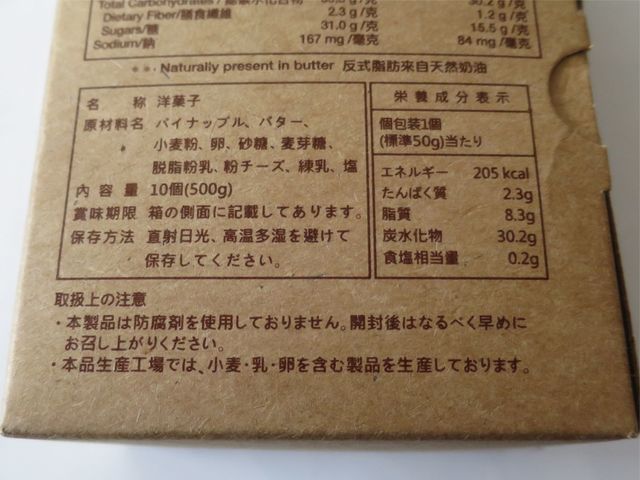 Total Carbohydrates / 總碳水化合物
Dietary Fiber/膳食纖維 2.3 g /克 1.2 g /克
Sugars/糖 31.0 g /克 15.5 g /克
Sodium/鈉 167 mg /毫克 84 mg /毫克
** Naturally present in butter 反式脂肪來自天然奶油
名 称 洋菓子
原材料名 パイナップル、バター、
小麦粉、卵、砂糖、麦芽糖、
脱脂粉乳、粉チーズ、練乳、塩
内 容 量 10個(500g)
賞味期限 箱の側面に記載してあります。
保存方法 直射日光、高温多湿を避けて
保存してください。
栄養成分表示
個包装1個
(標準50g)当たり
エネルギー 205 kcal
たんぱく質 2.3g
脂質 8.3g
炭水化物 30.2g
食塩相当量 0.2g
取扱上の注意
・本製品は防腐剤を使用しておりません。開封後はなるべく早めに
お召し上がりください。
・本品生産工場では、小麦・乳・卵を含む製品を生産しております。